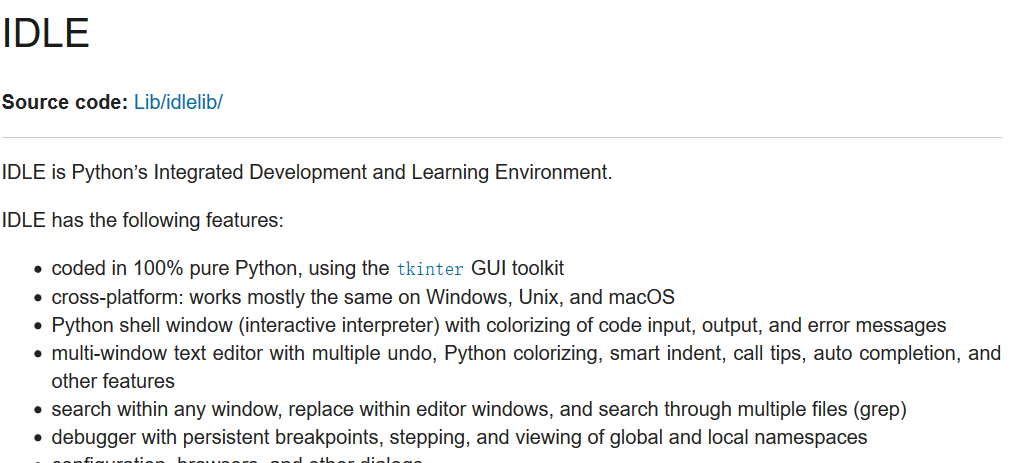 IDLE
Source code: Lib/idlelib/
IDLE is Python’s Integrated Development and Learning Environment.
IDLE has the following features:
• coded in 100% pure Python, using the tkinter GUI toolkit
• cross-platform: works mostly the same on Windows, Unix, and macOS
• Python shell window (interactive interpreter) with colorizing of code input, output, and error messages
• multi-window text editor with multiple undo, Python colorizing, smart indent, call tips, auto completion, and
other features
• search within any window, replace within editor windows, and search through multiple files (grep)
• debugger with persistent breakpoints, stepping, and viewing of global and local namespaces
• configuration, browsers, and other dialogs